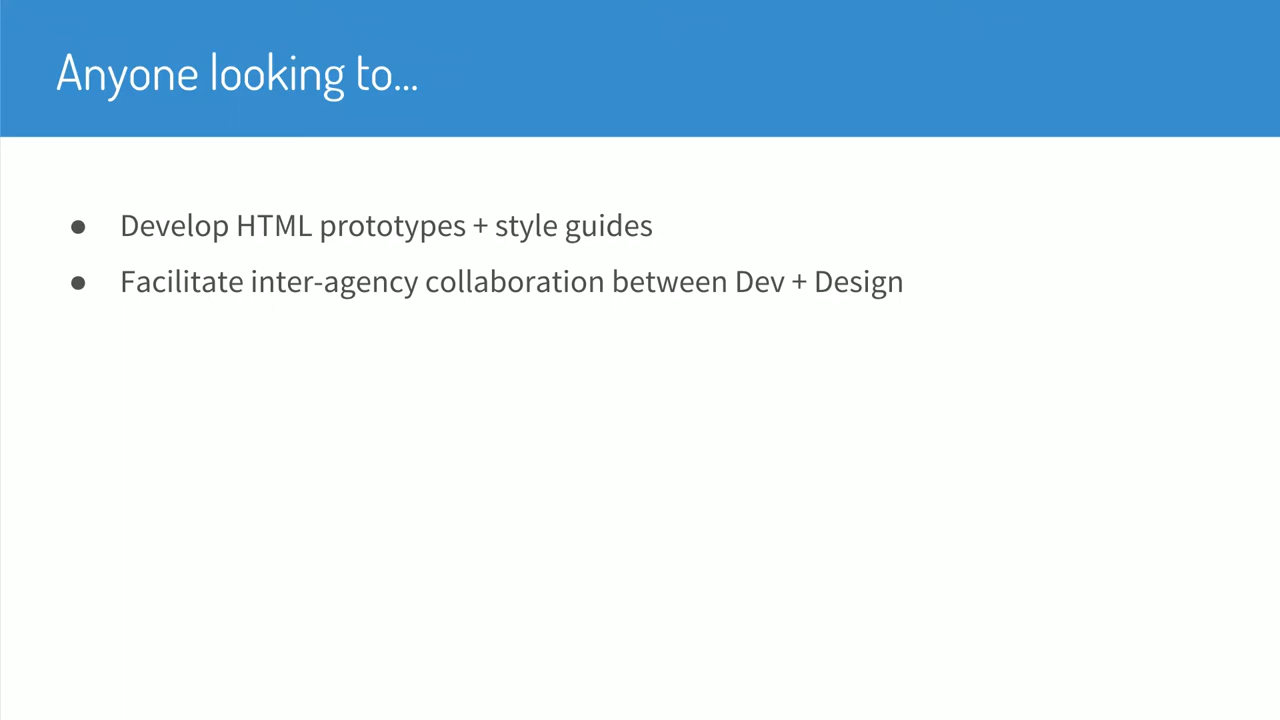 Anyone looking to...
● Develop HTML prototypes + style guides
● Facilitate inter-agency collaboration between Dev + Design